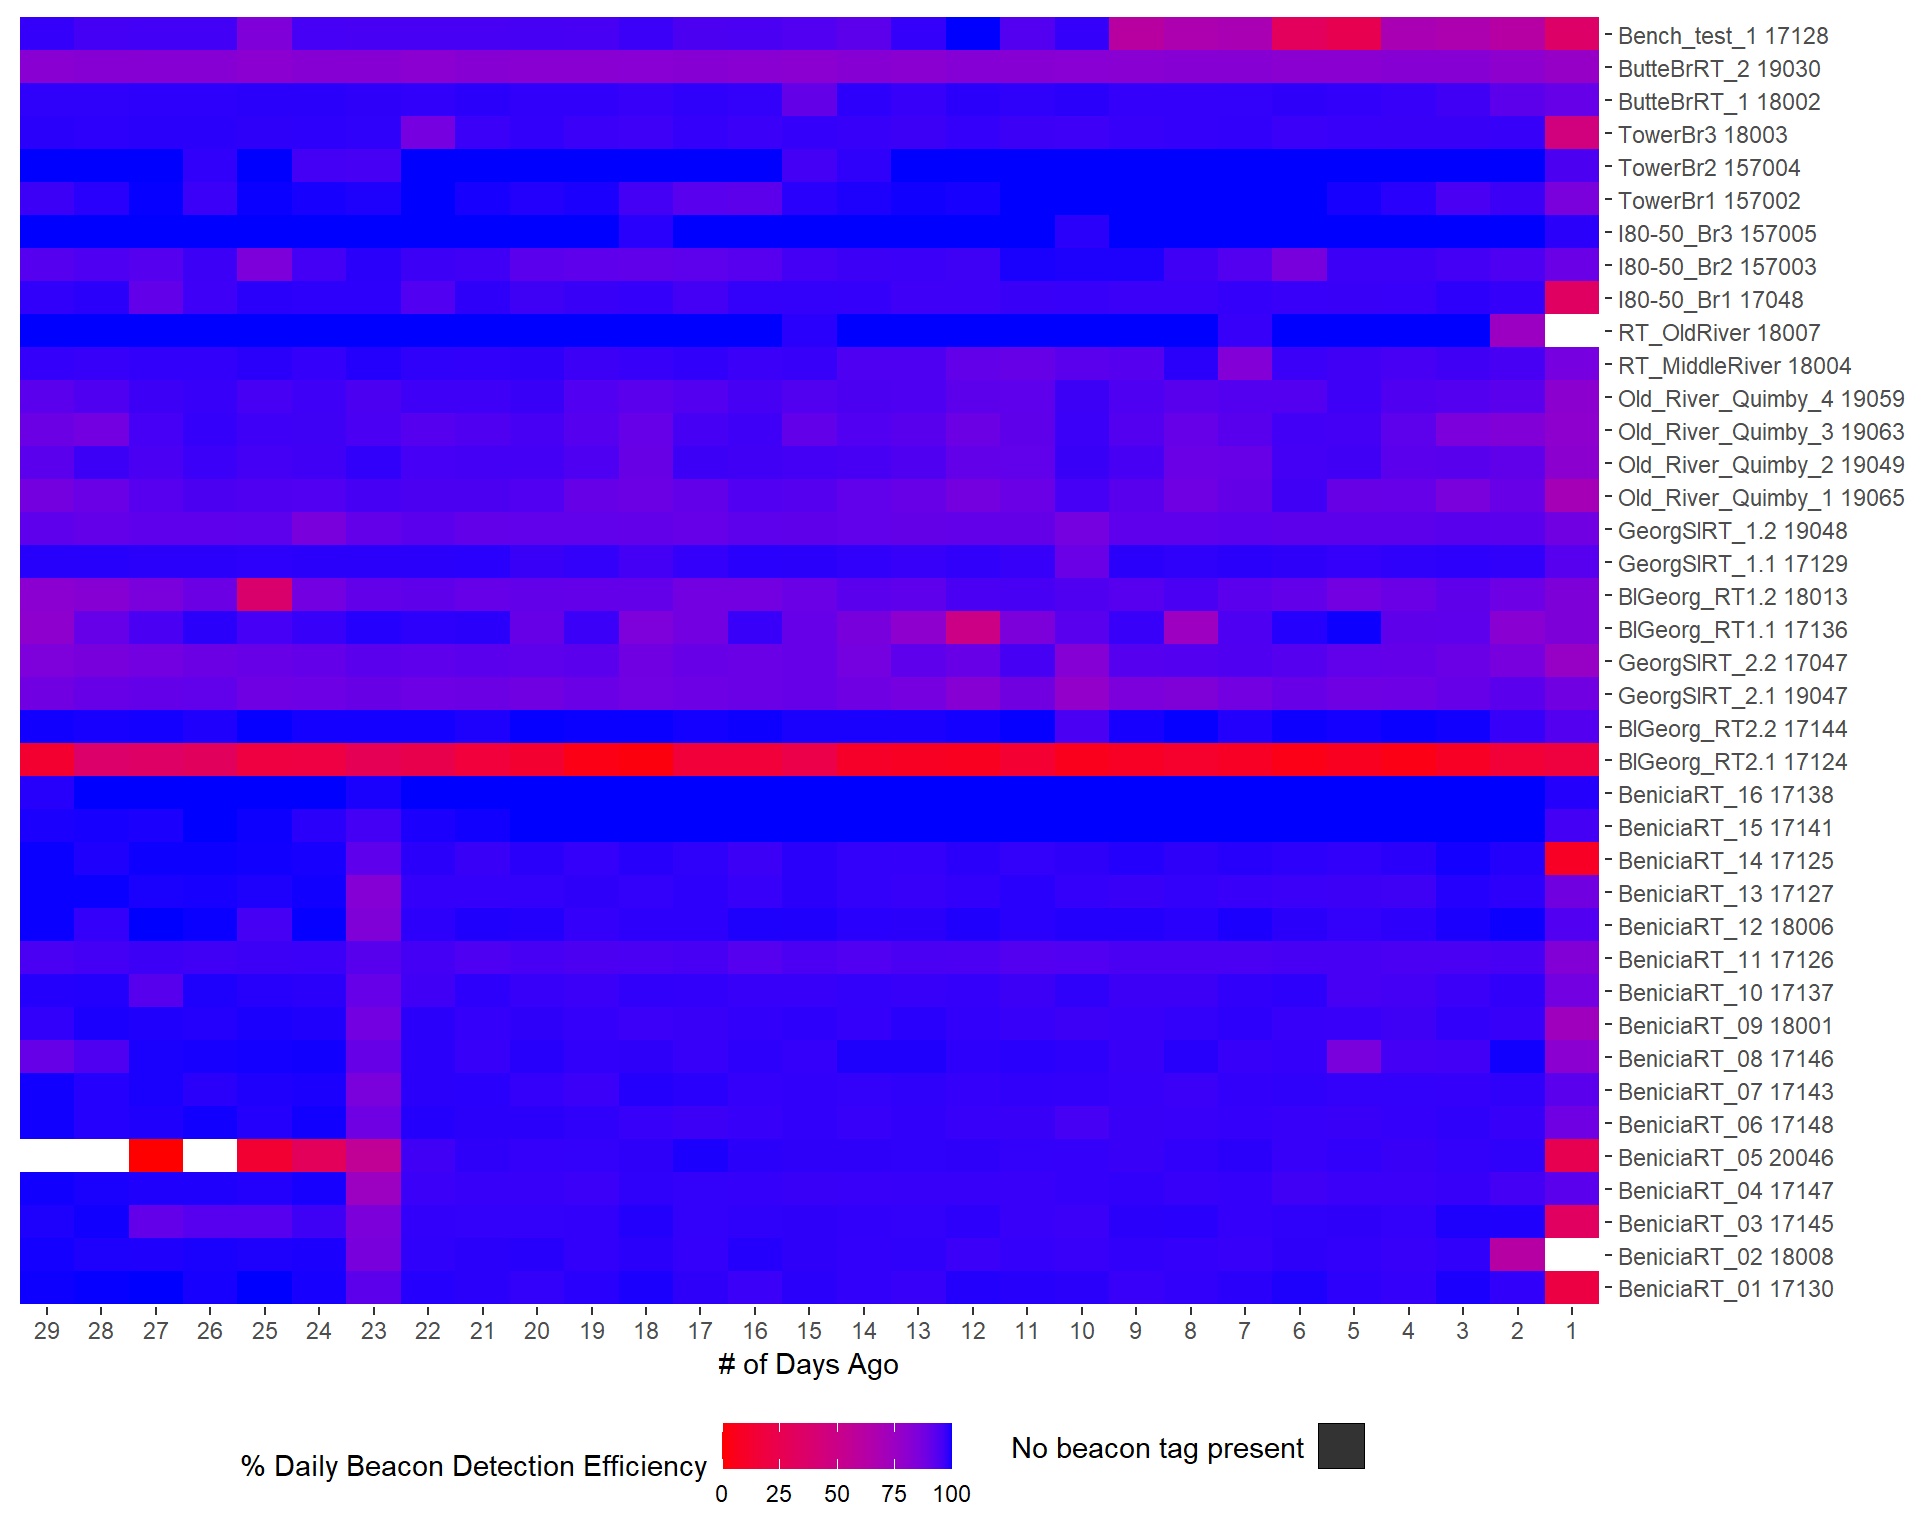 Bench_test_1 17128
ButteBrRT_2 19030
ButteBrRT_1 18002
TowerBr3 18003
TowerBr2 157004
TowerBr1 157002
I80-50_Br3 157005
I80-50_Br2 157003
I80-50_Br1 17048
RT_OldRiver 18007
RT_MiddleRiver 18004
Old_River_Quimby_4 19059
Old_River_Quimby_3 19063
Old_River_Quimby_2 19049
Old_River_Quimby_1 19065
GeorgSlRT_1.2 19048
GeorgSlRT_1.1 17129
BlGeorg_RT1.2 18013
BlGeorg_RT1.1 17136
GeorgSlRT_2.2 17047
GeorgSlRT_2.1 19047
BlGeorg_RT2.2 17144
BlGeorg_RT2.1 17124
BeniciaRT_16 17138
BeniciaRT_15 17141
BeniciaRT_14 17125
BeniciaRT_13 17127
BeniciaRT_12 18006
BeniciaRT_11 17126
BeniciaRT_10 17137
BeniciaRT_09 18001
BeniciaRT_08 17146
BeniciaRT_07 17143
BeniciaRT_06 17148
BeniciaRT_05 20046
BeniciaRT_04 17147
BeniciaRT_03 17145
BeniciaRT_02 18008
BeniciaRT_01 17130
29 28 27 26 25 24 23 22 21 20 19 18 17 16 15 14 13 12 11 10 9 8 7 6 5 4 3 2 1
# of Days Ago
% Daily Beacon Detection Efficiency
0 25 50 75 100
No beacon tag present